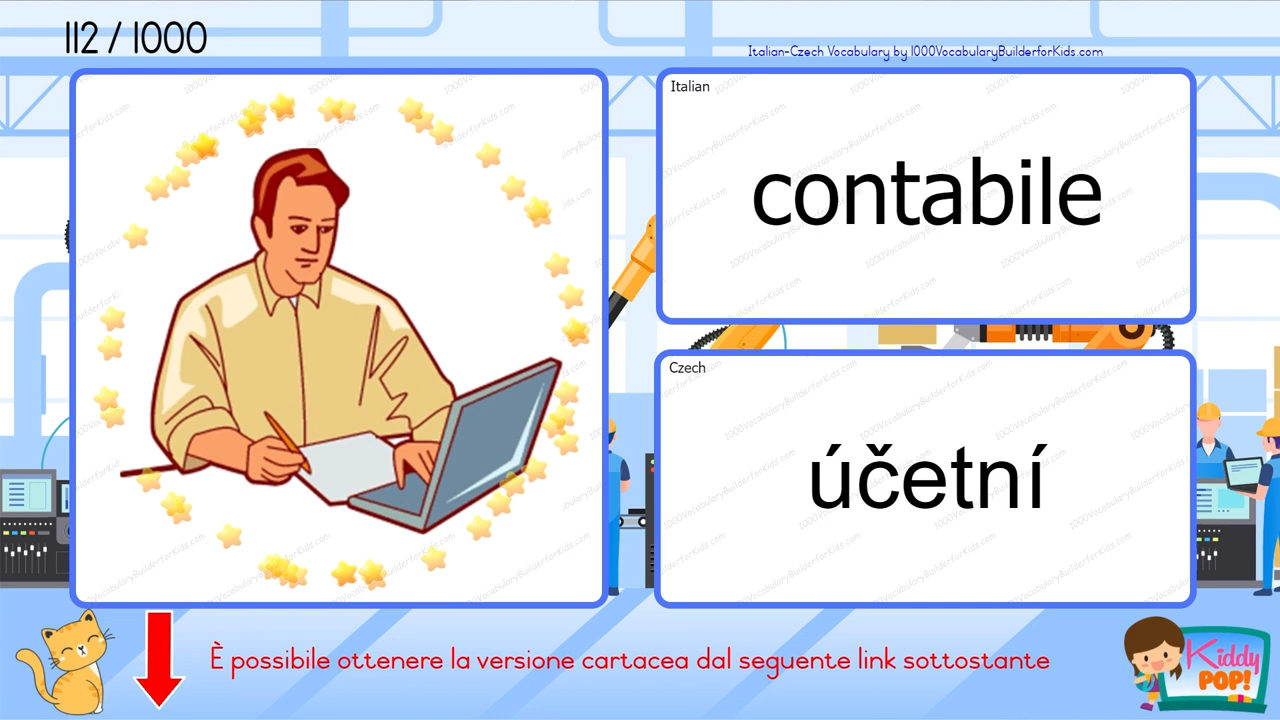 112 / 1000
Italian-Czech Vocabulary by 1000VocabularyBuilderforKids.com
Italian
contabile
Czech
účetní
È possibile ottenere la versione cartacea dal seguente link sottostante
Kiddy
POP!